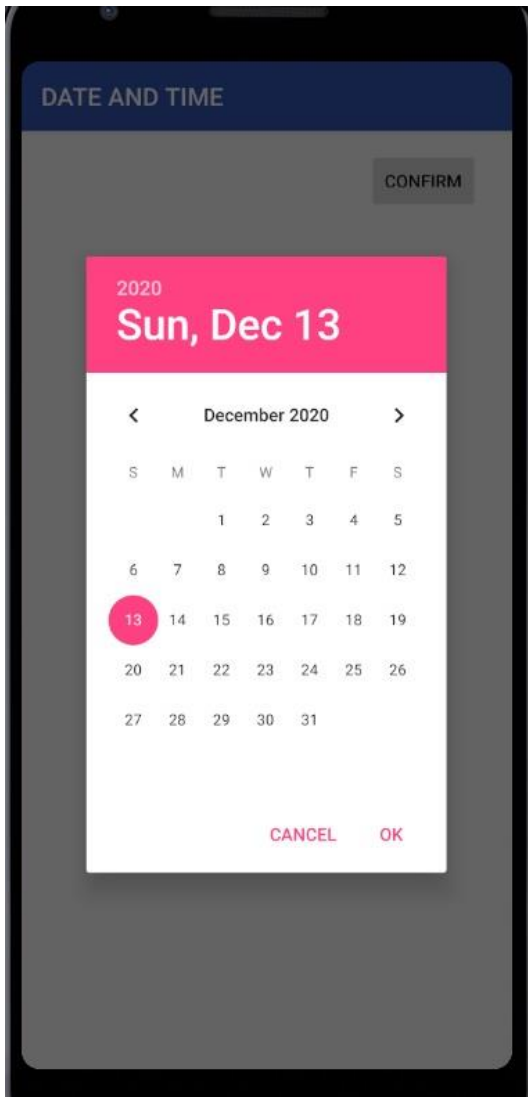 DATE AND TIME
CONFIRM
2020
Sun, Dec 13
December 2020
S M T W T F S
1 2 3 4 5
6 7 8 9 10 11 12
13 14 15 16 17 18 19
20 21 22 23 24 25 26
27 28 29 30 31
CANCEL OK